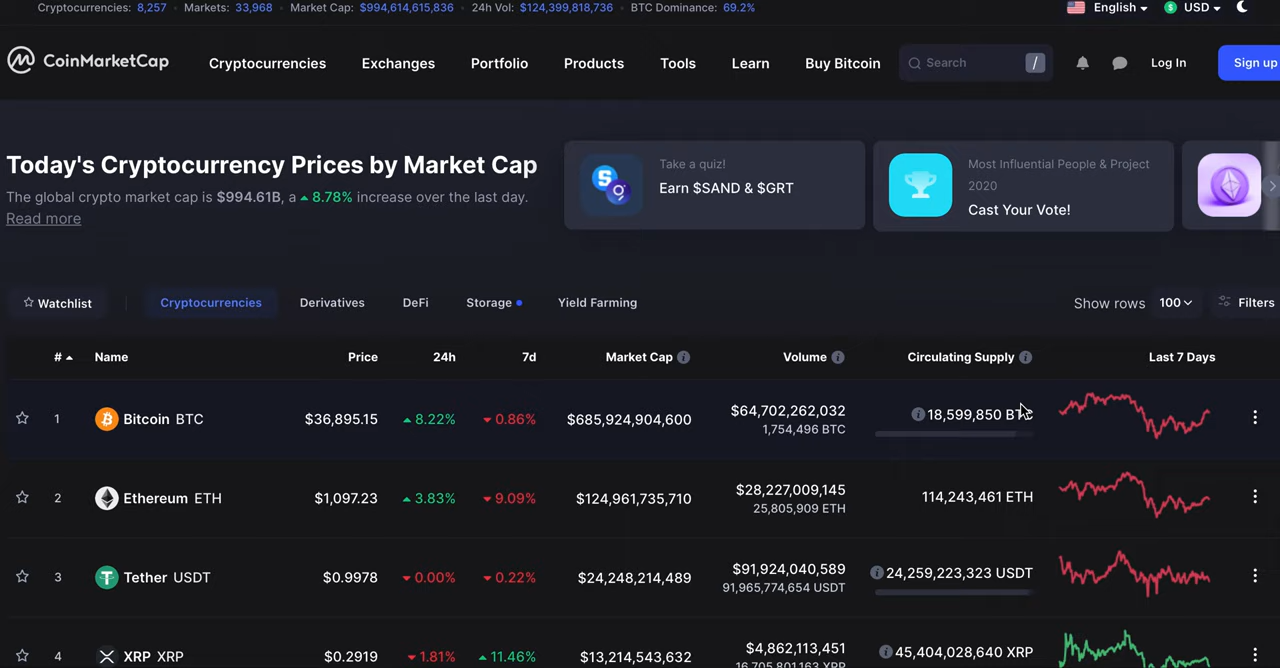 Cryptocurrencies: 8,257 • Markets: 33,968 • Market Cap: $994,614,615,836 • 24h Vol: $124,399,818,736 • BTC Dominance: 69.2% English USD
CoinMarketCap Cryptocurrencies Exchanges Portfolio Products Tools Learn Buy Bitcoin Search / Log In Sign up
Today's Cryptocurrency Prices by Market Cap
The global crypto market cap is $994.61B, a 8.78% increase over the last day.
Read more
Take a quiz!
Earn $SAND & $GRT
Most Influential People & Project
2020
Cast Your Vote!
Watchlist Cryptocurrencies Derivatives DeFi Storage Yield Farming Show rows 100 Filters
# Name Price 24h 7d Market Cap Volume Circulating Supply Last 7 Days
1 Bitcoin BTC $36,895.15 8.22% 0.86% $685,924,904,600 $64,702,262,032 18,599,850 BTC
1,754,496 BTC
2 Ethereum ETH $1,097.23 3.83% 9.09% $124,961,735,710 $28,227,009,145 114,243,461 ETH
25,805,909 ETH
3 Tether USDT $0.9978 0.00% 0.22% $24,248,214,489 $91,924,040,589 24,259,223,323 USDT
91,965,774,654 USDT
4 XRP XRP $0.2919 1.81% 11.46% $13,214,543,632 $4,862,113,451 45,404,028,640 XRP
16,705,801,163 XRP